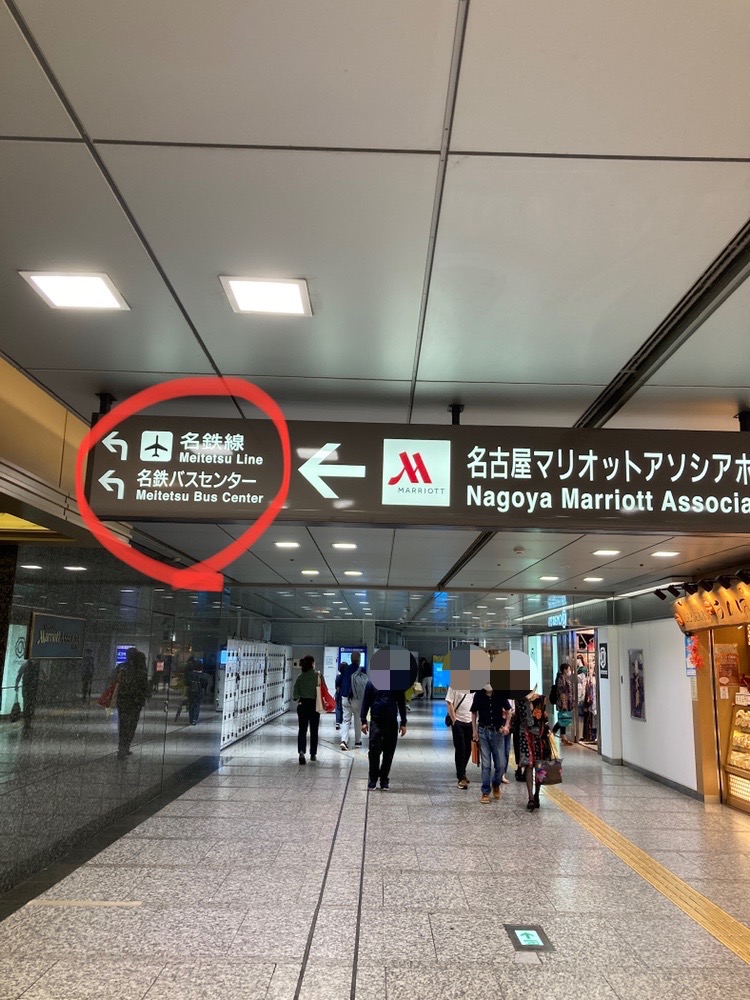 名鉄線
Meitetsu Line
名鉄バスセンター
Meitetsu Bus Center
MARRIOTT
名古屋マリオットアソシアホ
Nagoya Marriott Associa